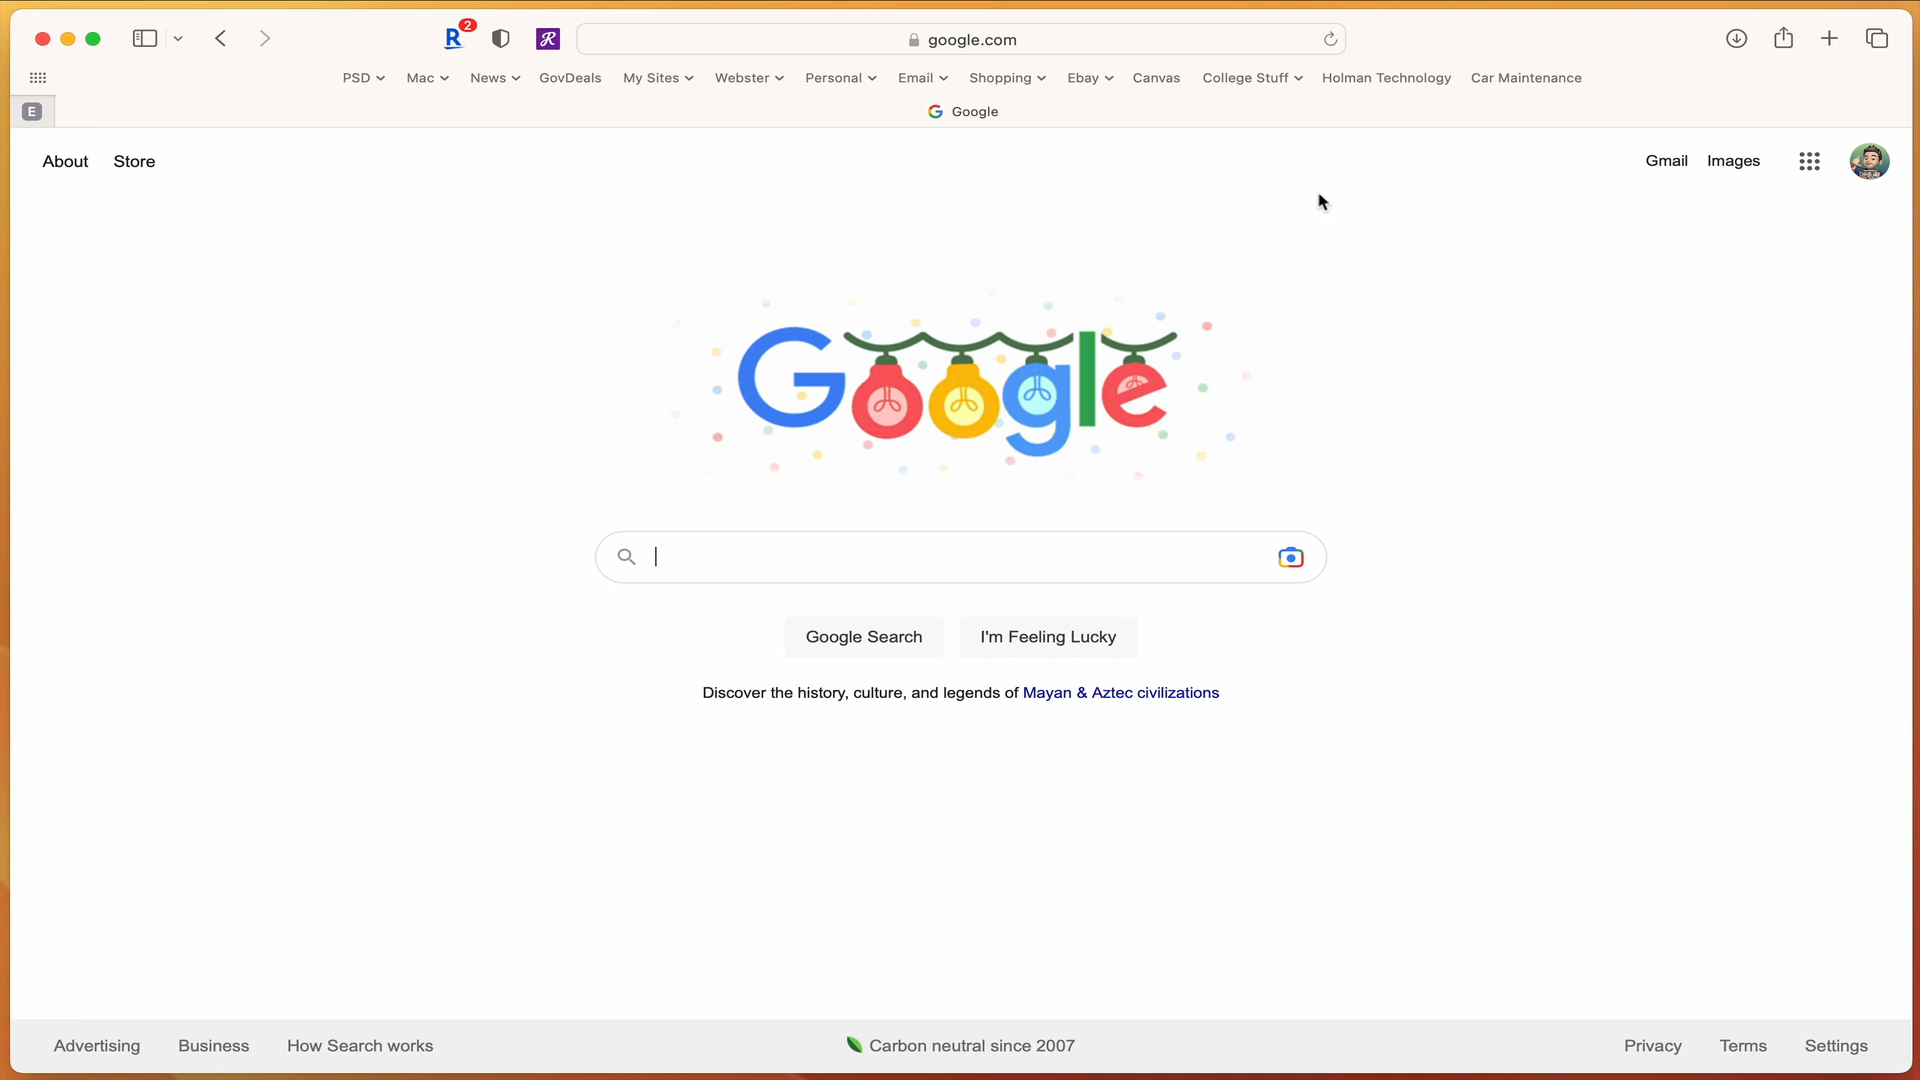 2
R
R
google.com
PSD Mac News GovDeals My Sites Webster Personal Email Shopping Ebay Canvas College Stuff Holman Technology Car Maintenance
E
Google
About Store
Gmail Images
Google
Google Search I'm Feeling Lucky
Discover the history, culture, and legends of Mayan & Aztec civilizations
Advertising Business How Search works
Carbon neutral since 2007
Privacy Terms Settings